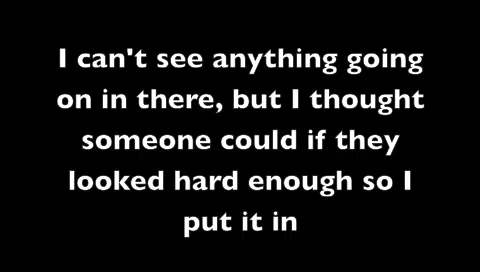 I can't see anything going
on in there, but I thought
someone could if they
looked hard enough so I
put it in